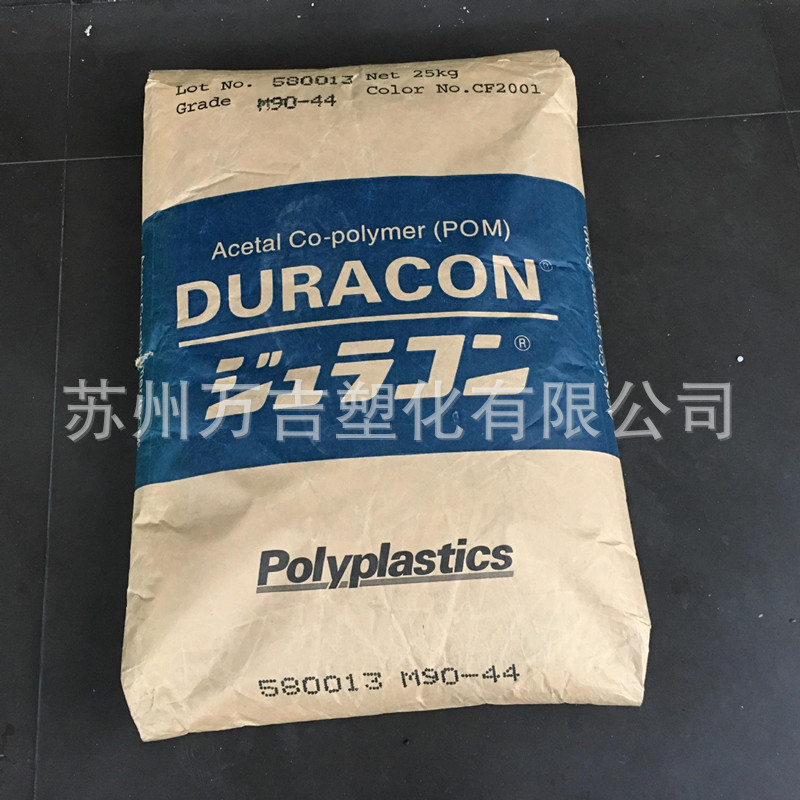 Lot No. 580013 Net 25kg
Grade M90-44 Color No.CF2001
Acetal Co-polymer (POM)
DURACON®
ジュラコン®
苏州万吉塑化有限公司
Polyplastics
580013 M90-44